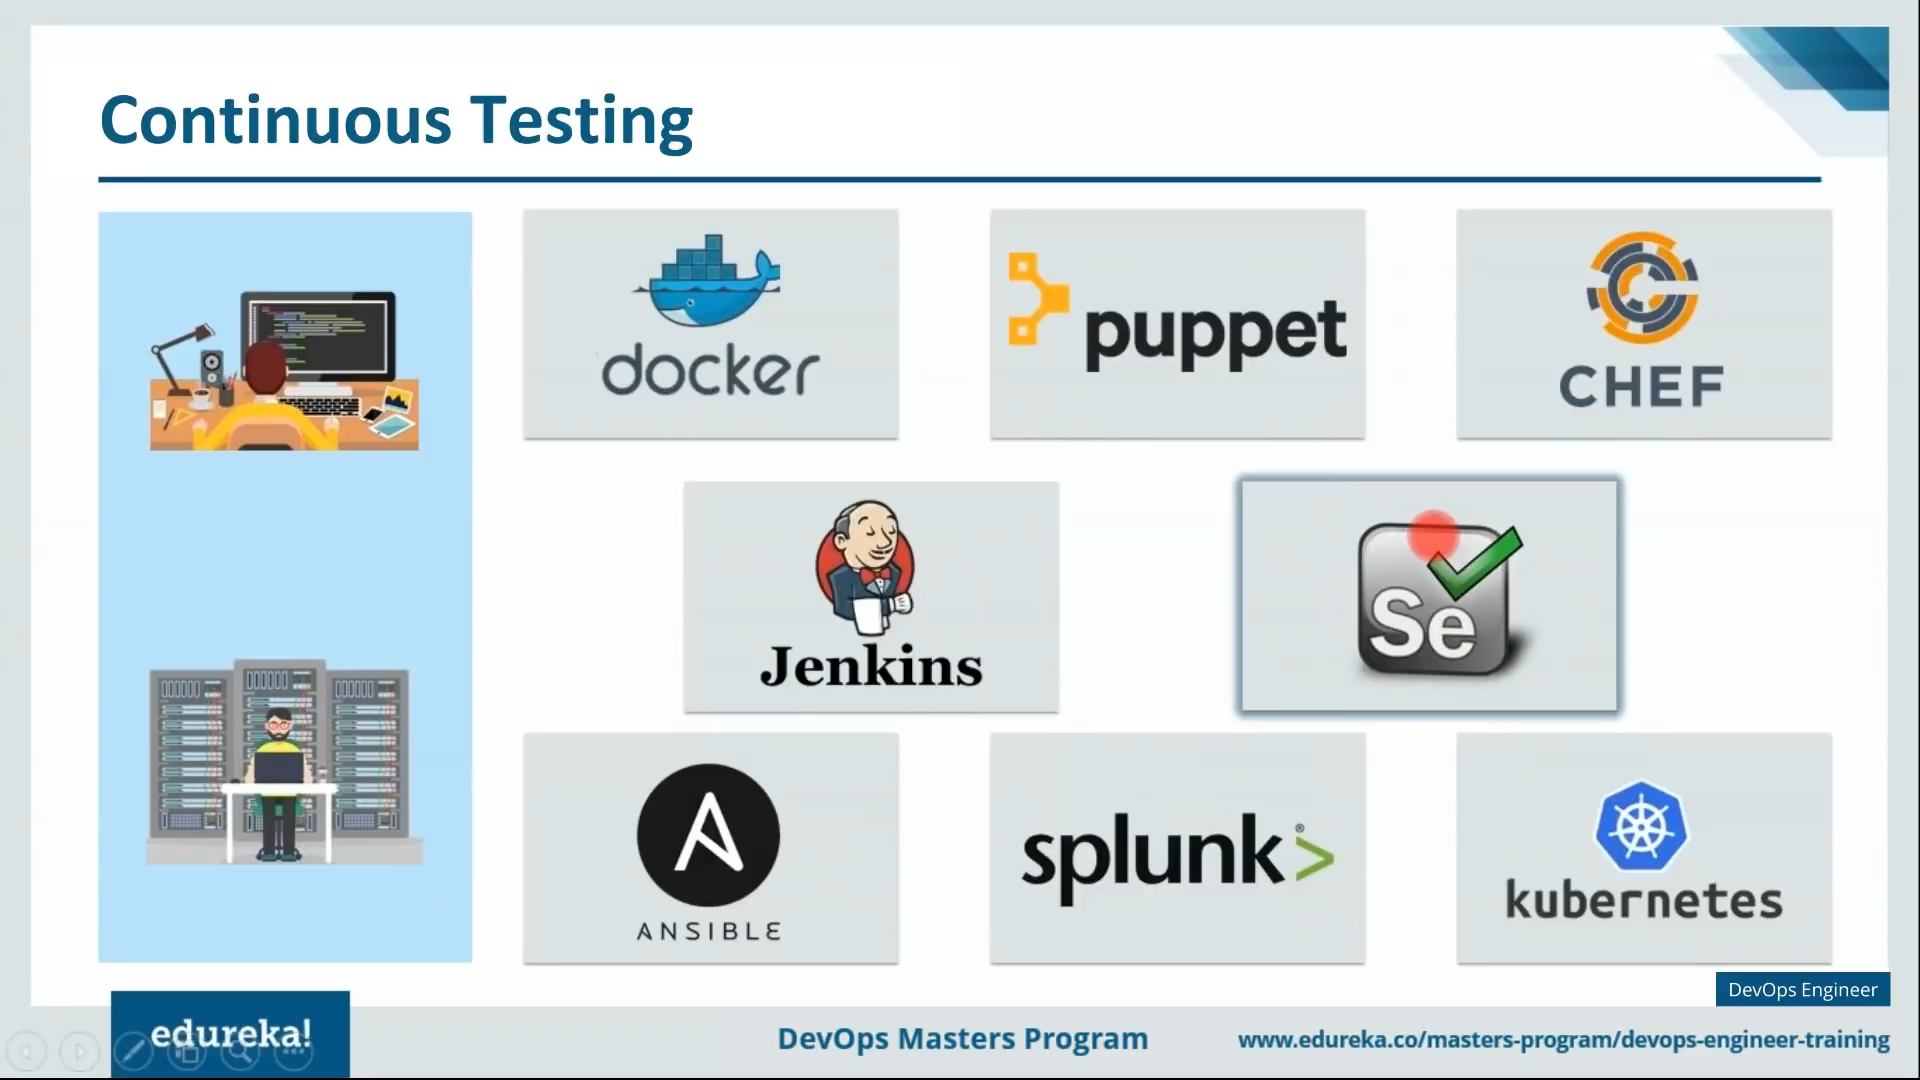 Continuous Testing
docker
puppet
CHEF
Jenkins
Se
ANSIBLE
splunk>®
kubernetes
DevOps Engineer
edureka!
DevOps Masters Program
www.edureka.co/masters-program/devops-engineer-training